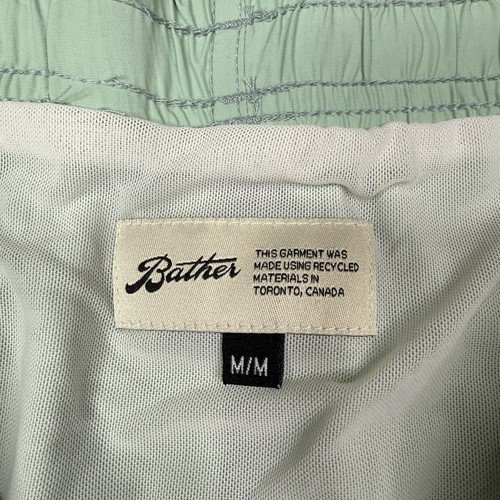 Bather
THIS GARMENT WAS
MADE USING RECYCLED
MATERIALS IN
TORONTO, CANADA
M/M